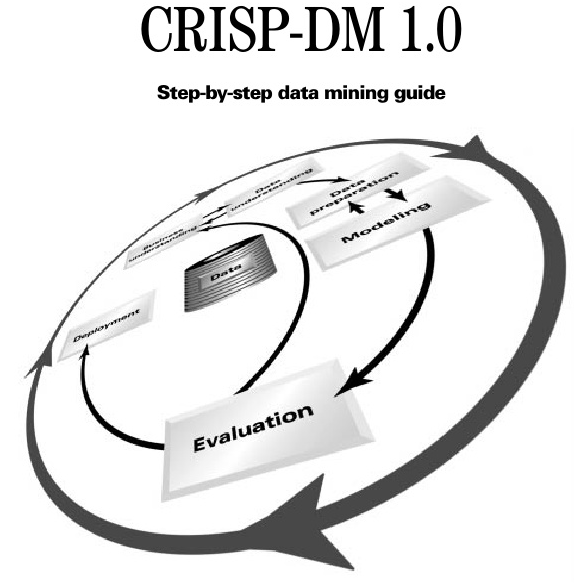 CRISP-DM 1.0
Step-by-step data mining guide
Data
understanding
Business
understanding
Data
preparation
Modeling
Data
Deployment
Evaluation